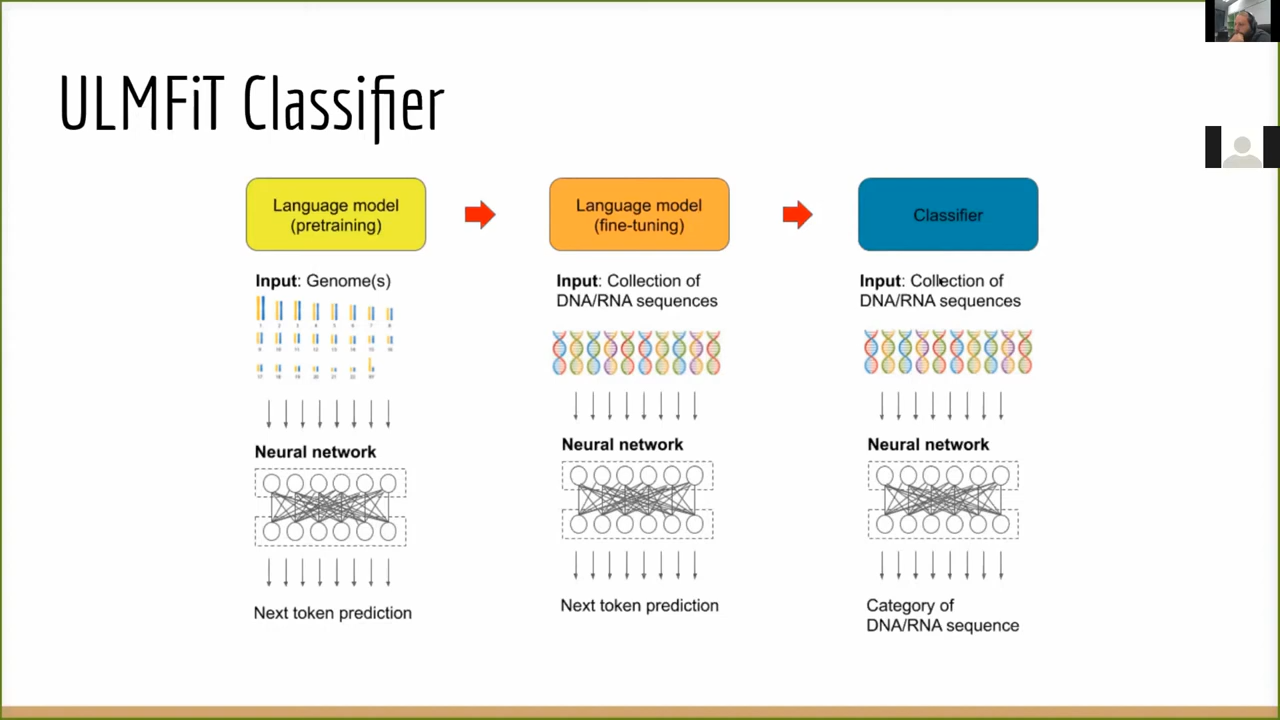 ULMFiT Classifier
Language model
(pretraining)
Language model
(fine-tuning)
Classifier
Input: Genome(s)
Input: Collection of
DNA/RNA sequences
Input: Collection of
DNA/RNA sequences
Neural network
Neural network
Neural network
Next token prediction
Next token prediction
Category of
DNA/RNA sequence